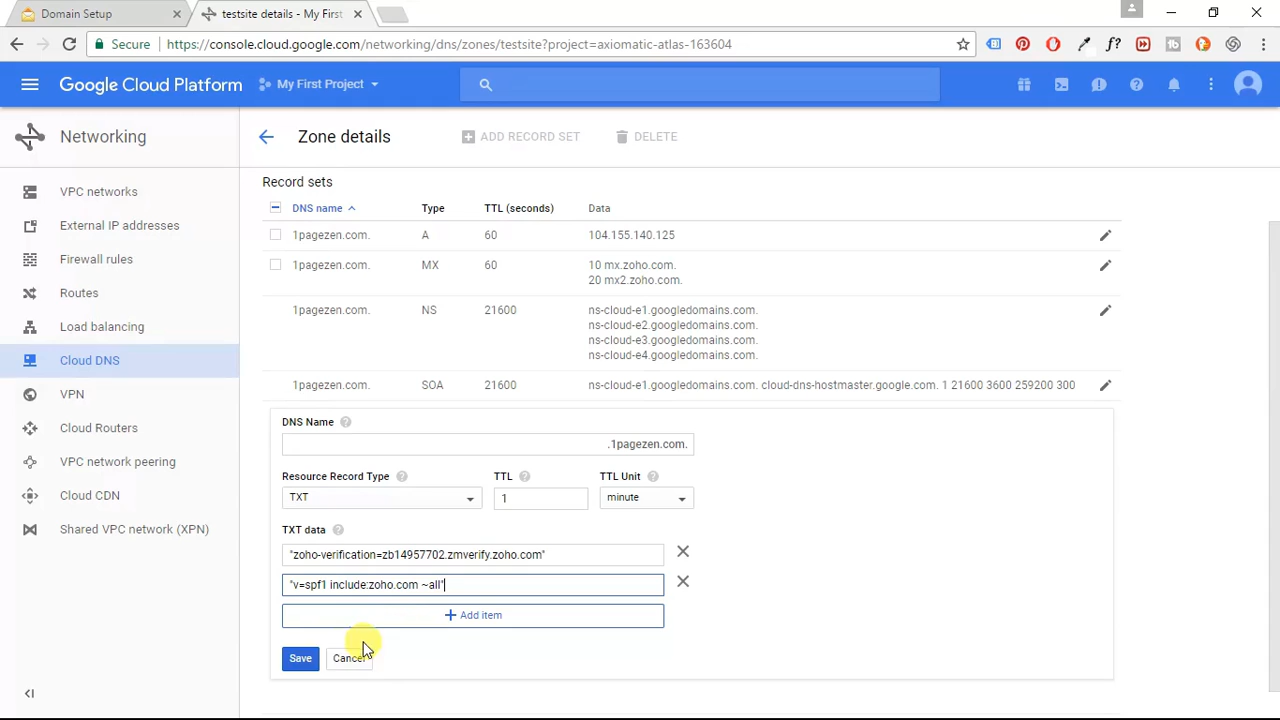 Domain Setup
testsite details - My First
Secure https://console.cloud.google.com/networking/dns/zones/testsite?project=axiomatic-atlas-163604
Google Cloud Platform My First Project
Networking
Zone details ADD RECORD SET DELETE
VPC networks
External IP addresses
Firewall rules
Routes
Load balancing
Cloud DNS
VPN
Cloud Routers
VPC network peering
Cloud CDN
Shared VPC network (XPN)
Record sets
DNS name Type TTL (seconds) Data
1pagezen.com. A 60 104.155.140.125
1pagezen.com. MX 60 10 mx.zoho.com.
20 mx2.zoho.com.
1pagezen.com. NS 21600 ns-cloud-e1.googledomains.com.
ns-cloud-e2.googledomains.com.
ns-cloud-e3.googledomains.com.
ns-cloud-e4.googledomains.com.
1pagezen.com. SOA 21600 ns-cloud-e1.googledomains.com. cloud-dns-hostmaster.google.com. 1 21600 3600 259200 300
DNS Name
.1pagezen.com.
Resource Record Type TTL TTL Unit
TXT 1 minute
TXT data
"zoho-verification=zb14957702.zmverify.zoho.com"
"v=spf1 include:zoho.com ~all"
Add item
Save Cancel